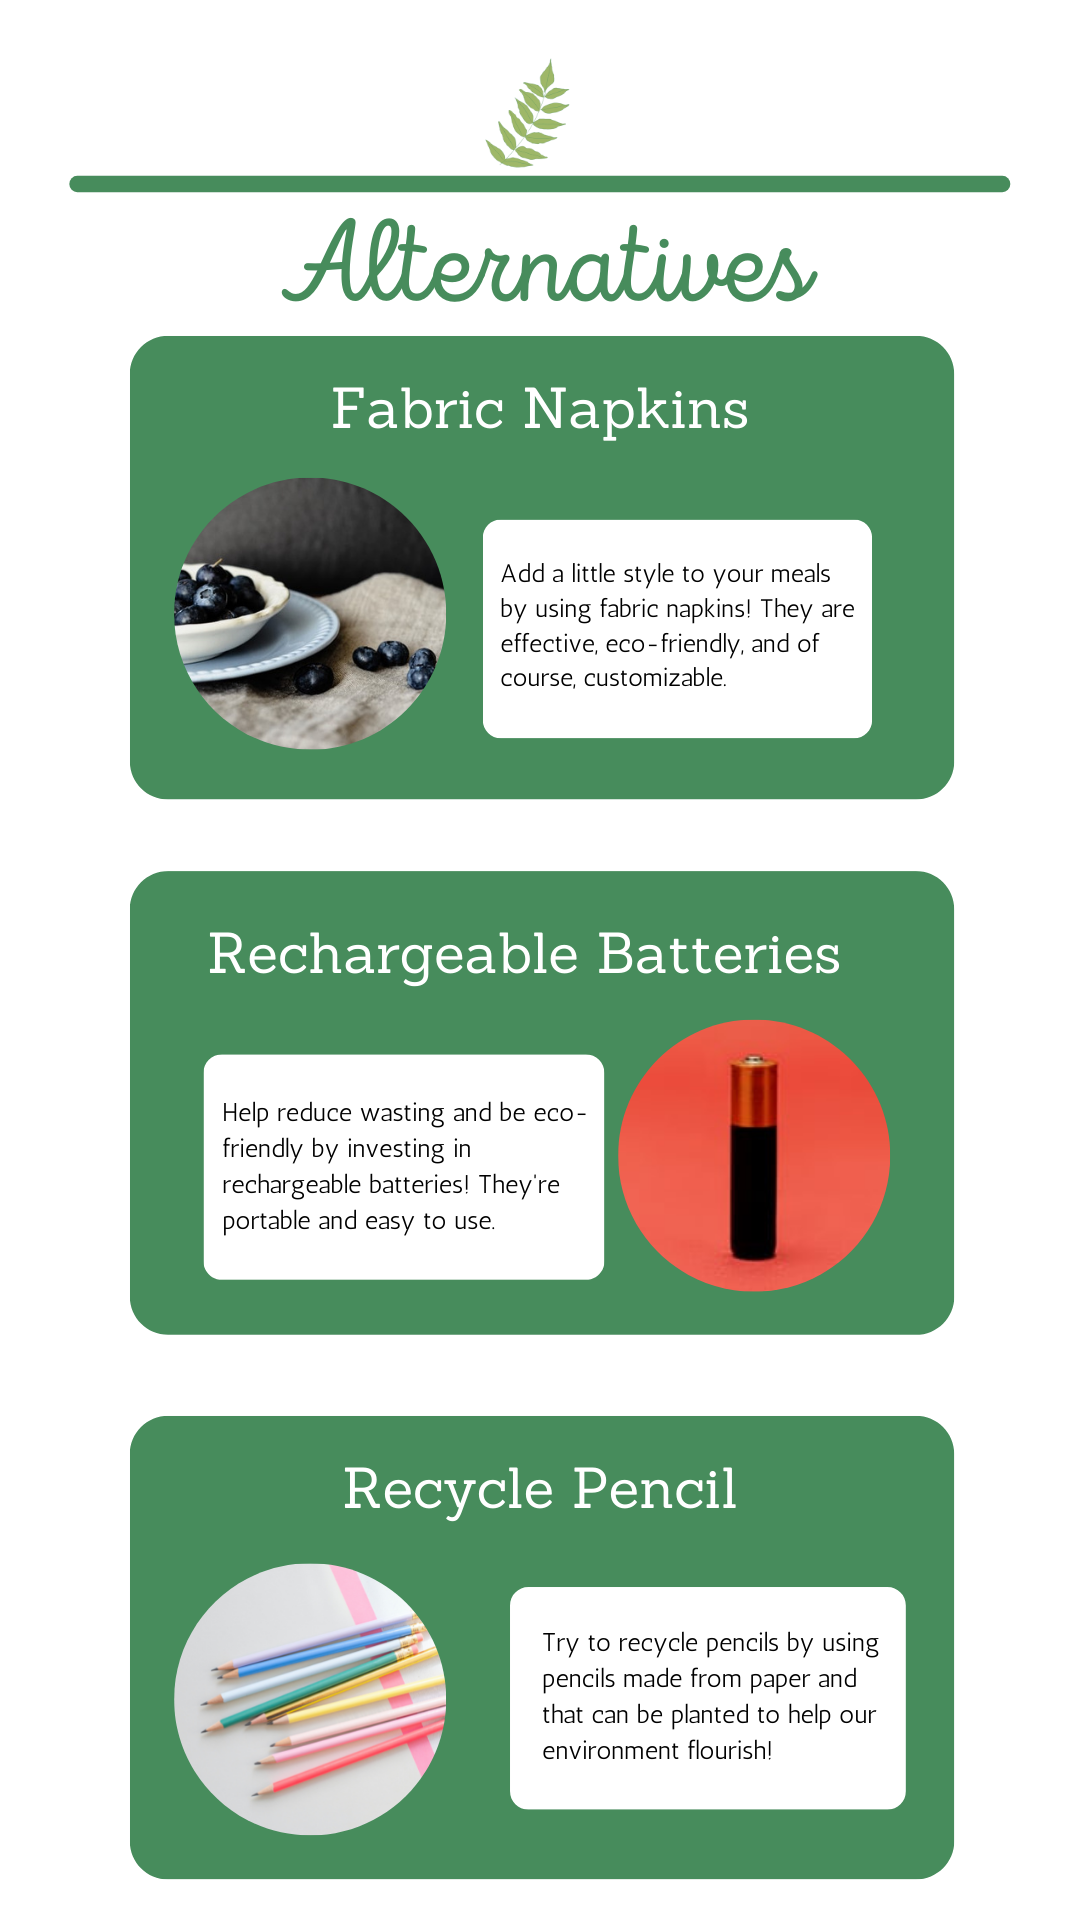 Alternatives
Fabric Napkins
Add a little style to your meals
by using fabric napkins! They are
effective, eco-friendly, and of
course, customizable.
Rechargeable Batteries
Help reduce wasting and be eco-
friendly by investing in
rechargeable batteries! They're
portable and easy to use.
Recycle Pencil
Try to recycle pencils by using
pencils made from paper and
that can be planted to help our
environment flourish!